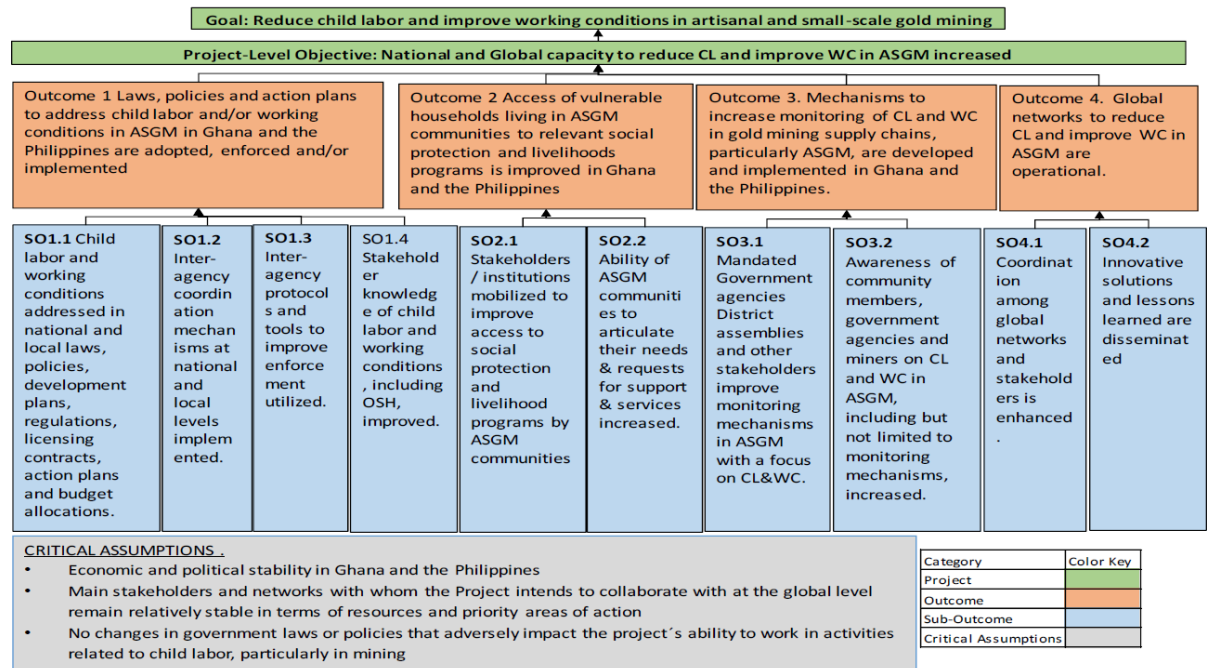 Goal: Reduce child labor and improve working conditions in artisanal and small-scale gold mining
Project-Level Objective: National and Global capacity to reduce CL and improve WC in ASGM increased
Outcome 1 Laws, policies and action plans
to address child labor and/or working
conditions in ASGM in Ghana and the
Philippines are adopted, enforced and/or
implemented
Outcome 2 Access of vulnerable
households living in ASGM
communities to relevant social
protection and livelihoods
programs is improved in Ghana
and the Philippines
Outcome 3. Mechanisms to
increase monitoring of CL and WC
in gold mining supply chains,
particularly ASGM, are developed
and implemented in Ghana and
the Philippines.
Outcome 4. Global
networks to reduce
CL and improve WC in
ASGM are
operational.
SO1.1 Child
labor and
working
conditions
addressed in
national and
local laws,
policies,
development
plans,
regulations,
licensing
contracts,
action plans
and budget
allocations.
SO1.2
Inter-
agency
coordin
ation
mechan
isms at
national
and
local
levels
implem
ented.
SO1.3
Inter-
agency
protocol
s and
tools to
improve
enforce
ment
utilized.
SO1.4
Stakehold
er
knowledg
e of child
labor and
working
conditions
, including
OSH,
improved.
SO2.1
Stakeholders
/ institutions
mobilized to
improve
access to
social
protection
and
livelihood
programs by
ASGM
communities
SO2.2
Ability of
ASGM
communiti
es to
articulate
their needs
& requests
for support
& services
increased.
SO3.1
Mandated
Government
agencies
District
assemblies
and other
stakeholders
improve
monitoring
mechanisms
in ASGM
with a focus
on CL&WC.
SO3.2
Awareness of
community
members,
government
agencies and
miners on CL
and WC in
ASGM,
including but
not limited to
monitoring
mechanisms,
increased.
SO4.1
Coordinat
ion
among
global
networks
and
stakehold
ers is
enhanced
.
SO4.2
Innovative
solutions
and lessons
learned are
disseminat
ed
CRITICAL ASSUMPTIONS .
• Economic and political stability in Ghana and the Philippines
• Main stakeholders and networks with whom the Project intends to collaborate with at the global level
remain relatively stable in terms of resources and priority areas of action
• No changes in government laws or policies that adversely impact the project´s ability to work in activities
related to child labor, particularly in mining
Category Color Key
Project
Outcome
Sub-Outcome
Critical Assumptions